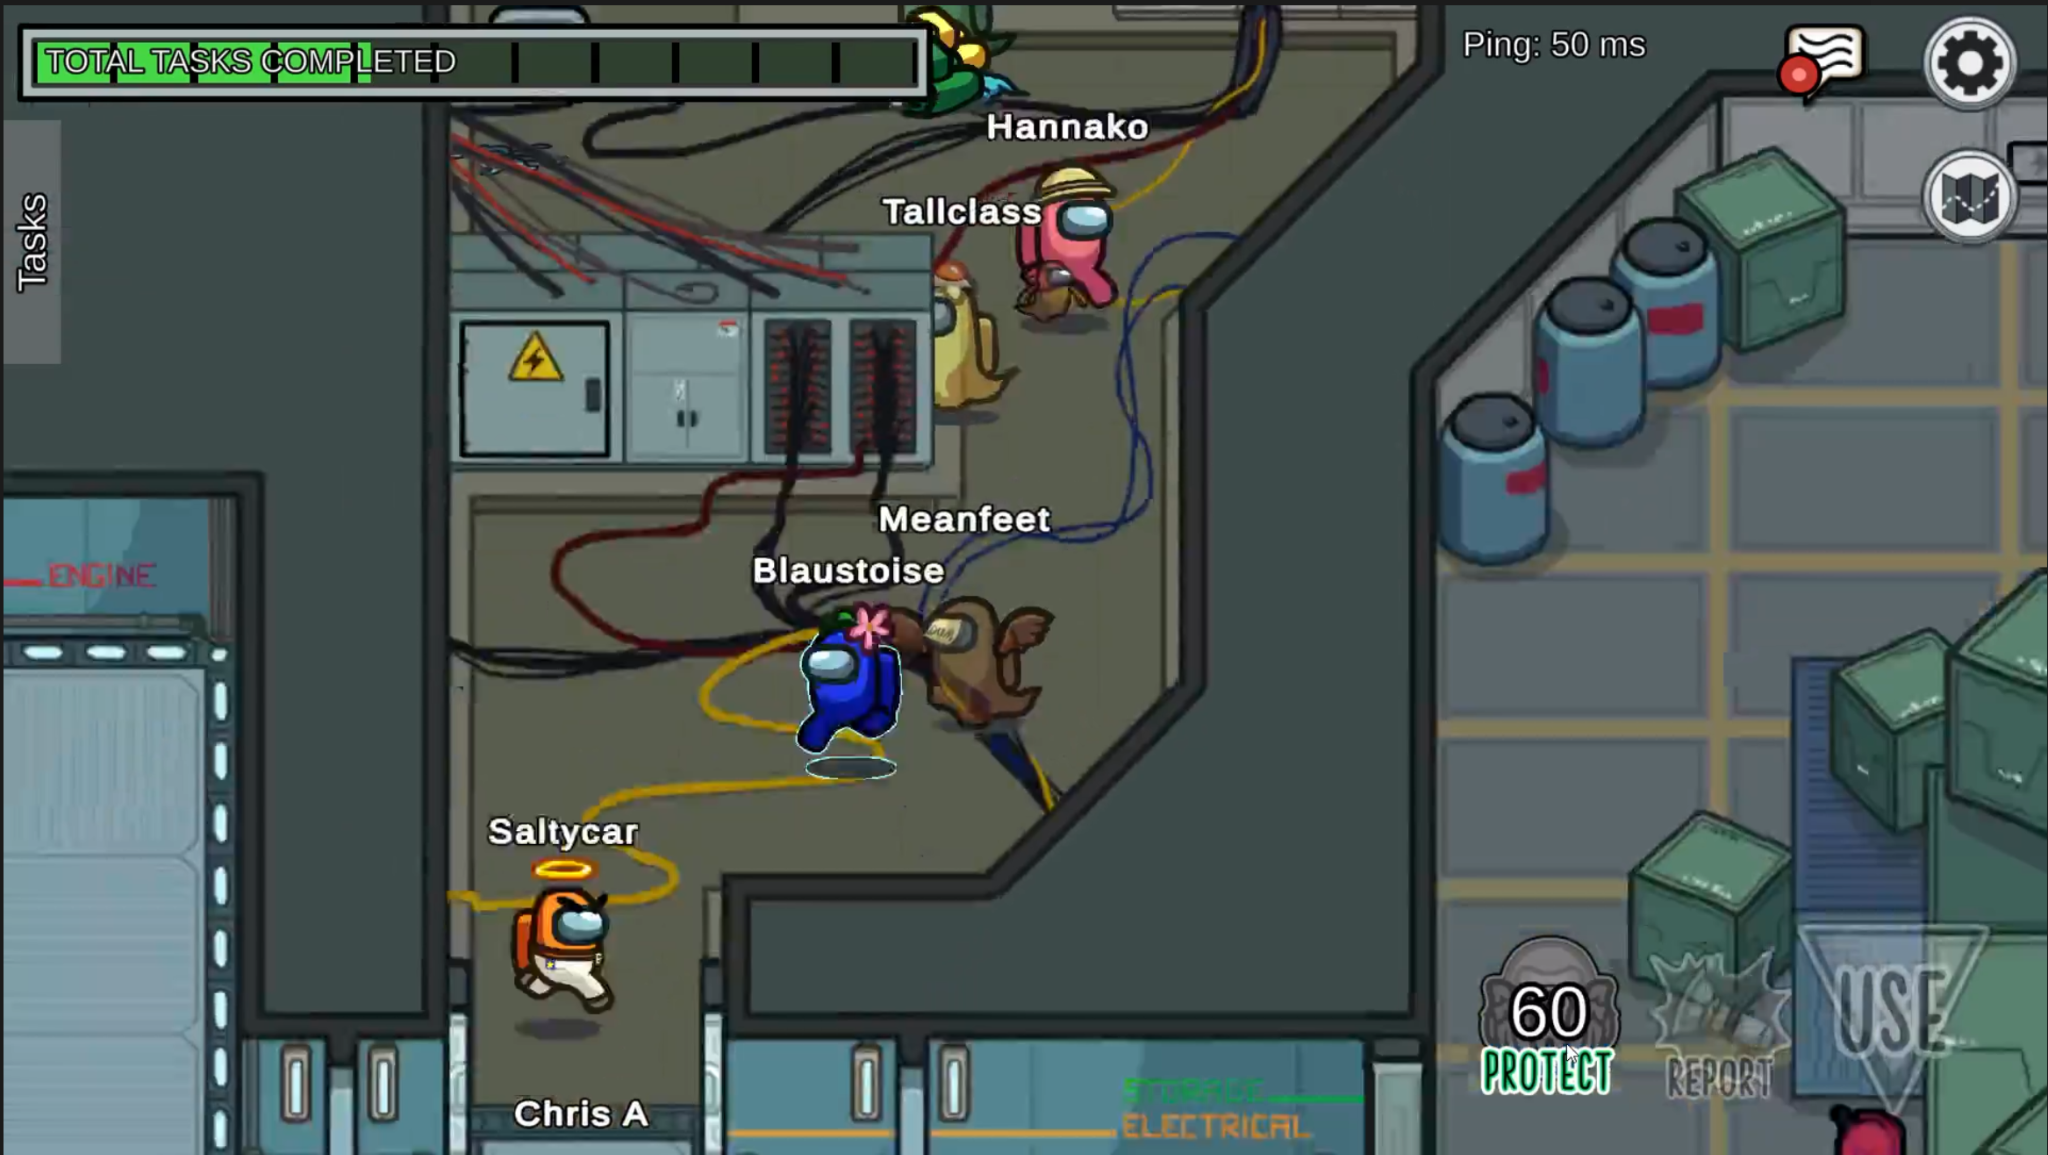 TOTAL TASKS COMPLETED
Ping: 50 ms
Hannako
Tallclass
Tasks
Meanfeet
Blaustoise
ENGINE
Saltycar
60
PROTECT
REPORT
USE
STORAGE
Chris A
ELECTRICAL